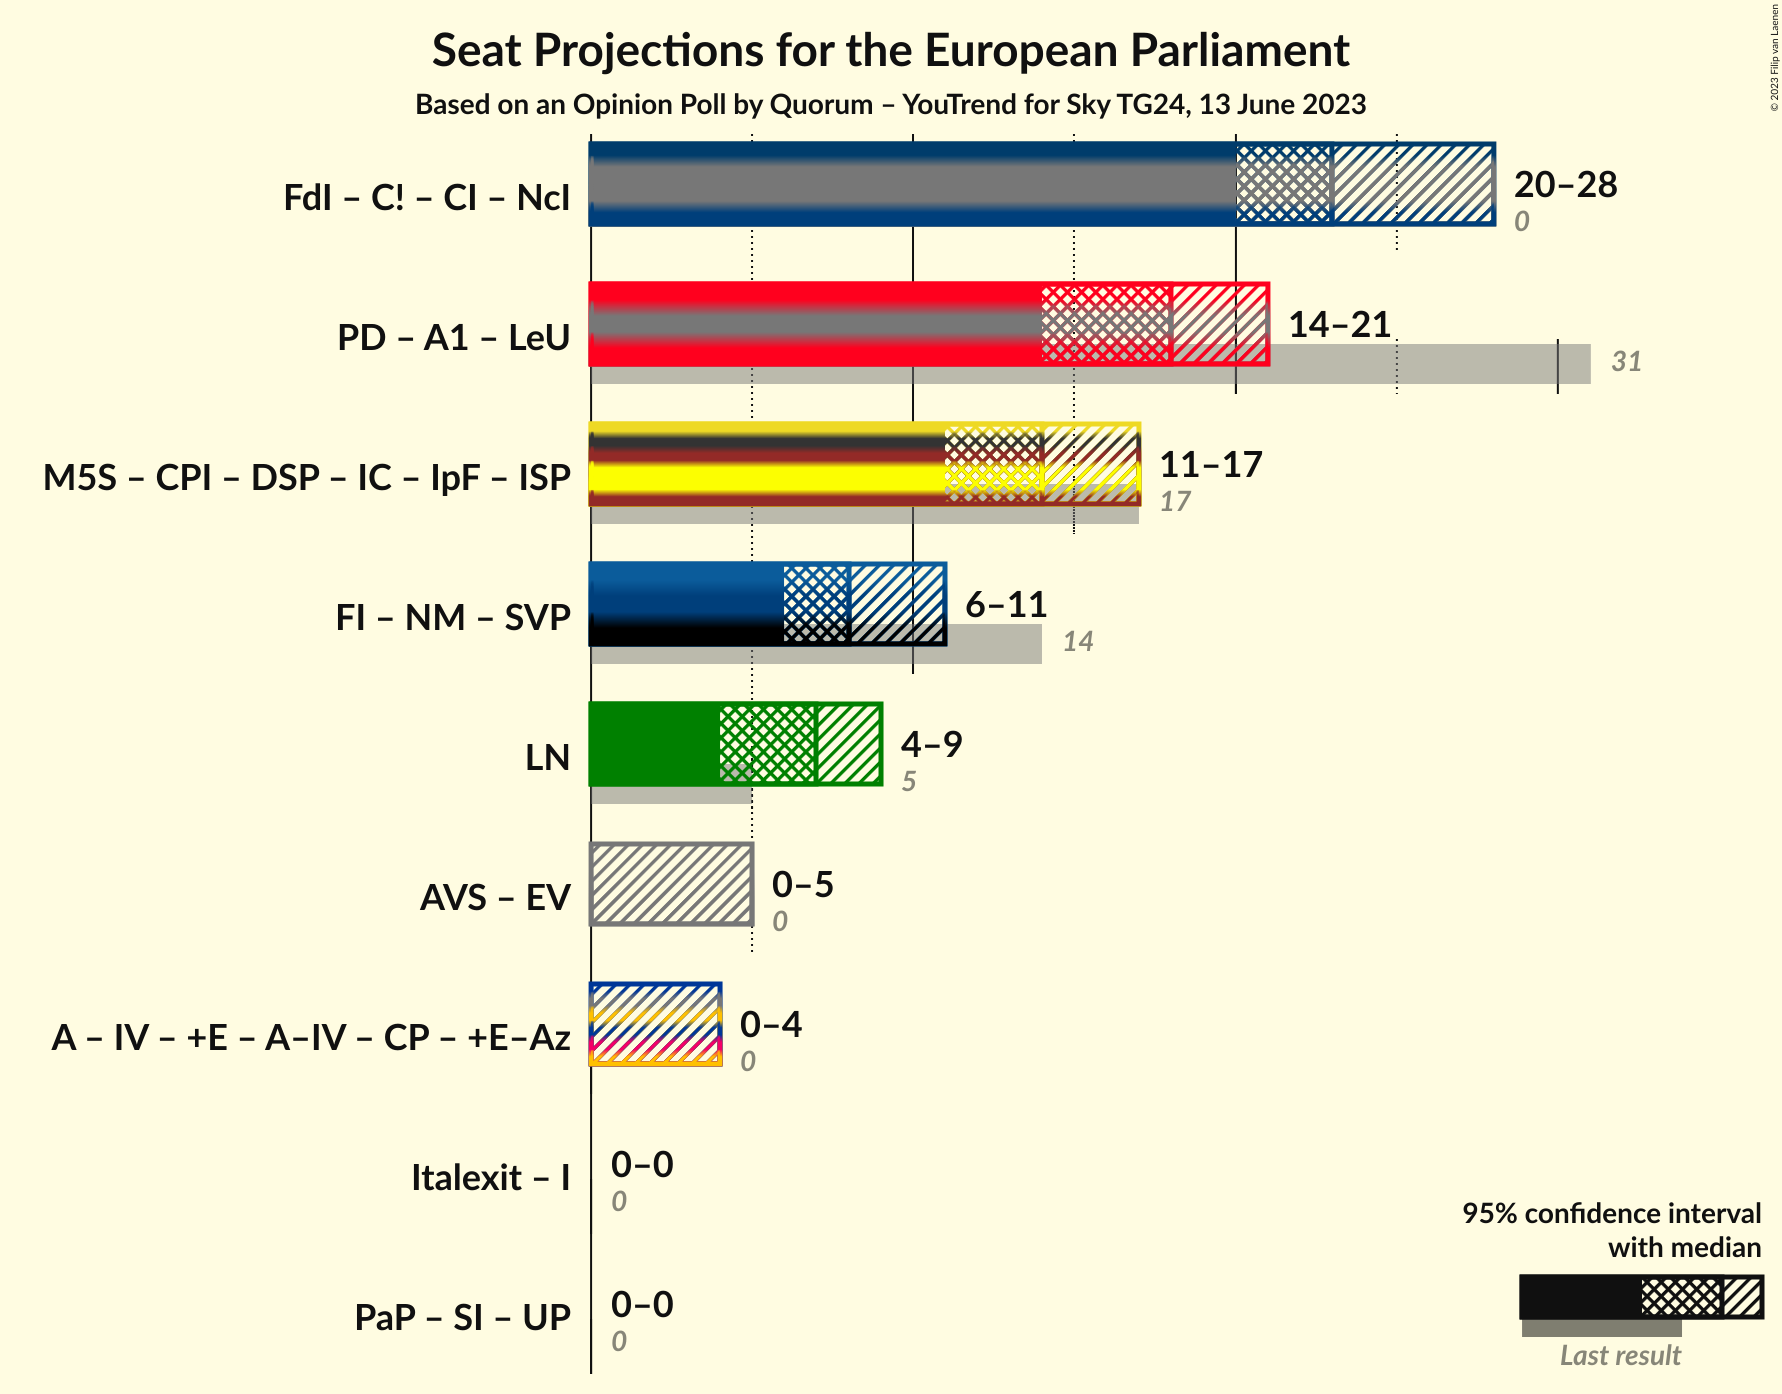 Seat Projections for the European Parliament
Based on an Opinion Poll by Quorum – YouTrend for Sky TG24, 13 June 2023
© 2023 Filip van Laenen
FdI – C! – CI – NcI
20–28
0
PD – A1 – LeU
14–21
31
M5S – CPI – DSP – IC – IpF – ISP
11–17
17
FI – NM – SVP
6–11
14
LN
4–9
5
AVS – EV
0–5
0
A – IV – +E – A–IV – CP – +E–Az
0–4
0
Italexit – I
0–0
0
PaP – SI – UP
0–0
0
95% confidence interval
with median
Last result